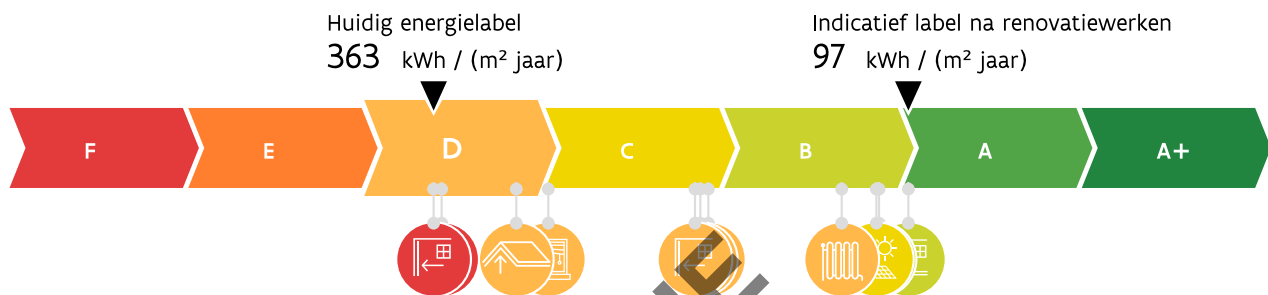 Huidig energielabel
363 kWh / (m² jaar)
Indicatief label na renovatiewerken
97 kWh / (m² jaar)
F E D C B A A+